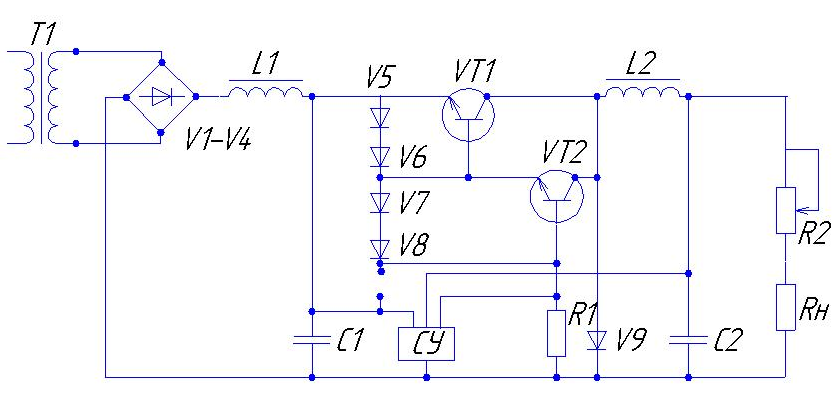 T1
L1
V5
VT1
L2
V1-V4
V6
VT2
V7
V8
R2
C1
СУ
R1
V9
C2
Rн